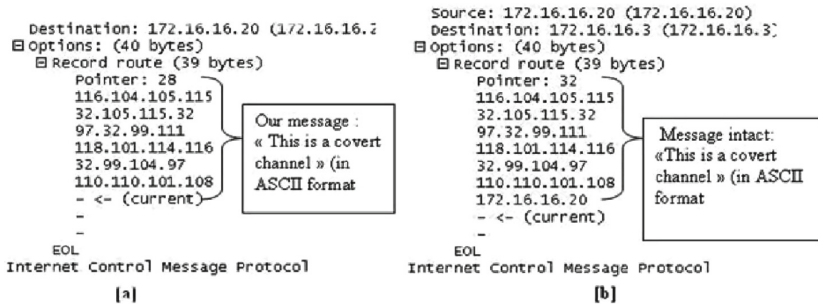 Destination: 172.16.16.20 (172.16.16.2
Options: (40 bytes)
Record route (39 bytes)
Pointer: 28
116.104.105.115
32.105.115.32
97.32.99.111
118.101.114.116
32.99.104.97
110.110.101.108
- <- (current)
-
-
EOL
Internet Control Message Protocol
Our message :
« This is a covert
channel » (in
ASCII format
[a]
Source: 172.16.16.20 (172.16.16.20)
Destination: 172.16.16.3 (172.16.16.3)
Options: (40 bytes)
Record route (39 bytes)
Pointer: 32
116.104.105.115
32.105.115.32
97.32.99.111
118.101.114.116
32.99.104.97
110.110.101.108
172.16.16.20
- <- (current)
-
EOL
Internet Control Message Protocol
Message intact:
«This is a covert
channel » (in ASCII
format
[b]